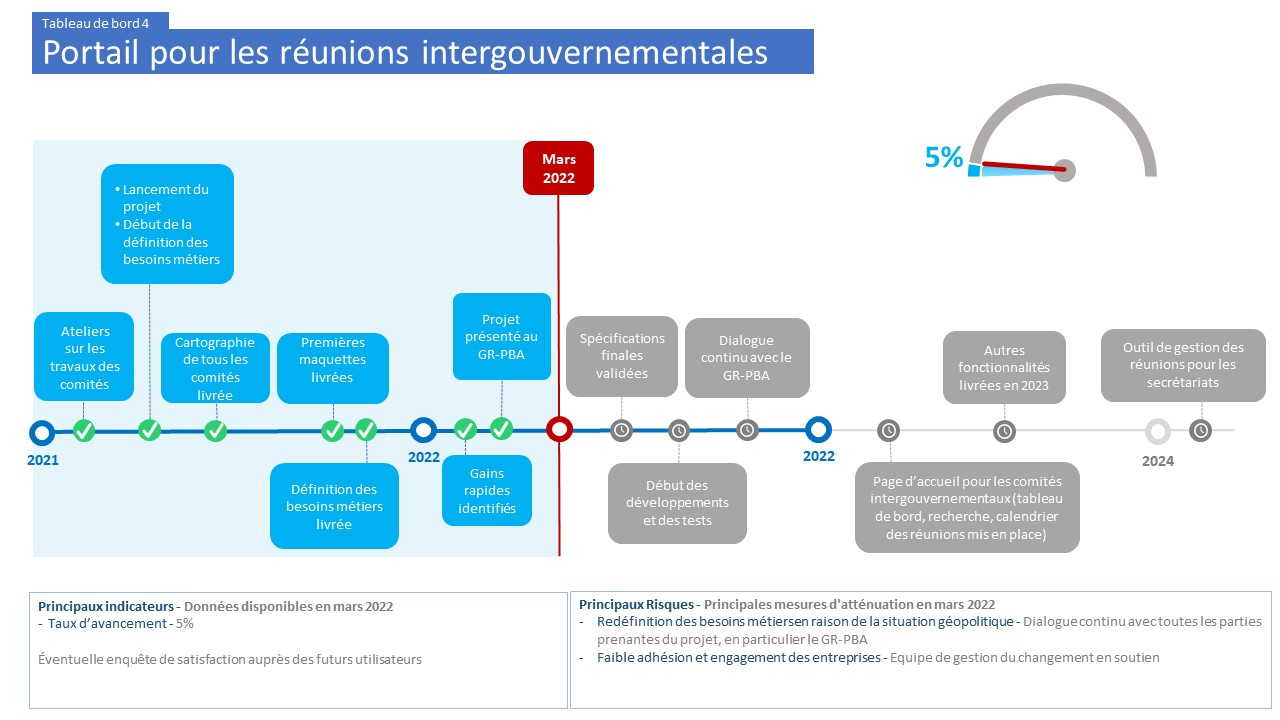 Tableau de bord 4
Portail pour les réunions intergouvernementales
5%
Mars
2022
• Lancement du
projet
• Début de la
définition des
besoins métiers
Ateliers
sur les
travaux des
comités
Cartographie
de tous les
comités
livrée
Premières
maquettes
livrées
Projet
présenté au
GR-PBA
Spécifications
finales
validées
Dialogue
continu avec le
GR-PBA
Autres
fonctionnalités
livrées en 2023
Outil de gestion des
réunions pour les
secrétariats
2021
2022
2022
2024
Définition des
besoins métiers
livrée
Gains
rapides
identifiés
Début des
développements
et des tests
Page d’accueil pour les comités
intergouvernementaux (tableau
de bord, recherche, calendrier
des réunions mis en place)
Principaux indicateurs - Données disponibles en mars 2022
- Taux d’avancement - 5%
Éventuelle enquête de satisfaction auprès des futurs utilisateurs
Principaux Risques - Principales mesures d'atténuation en mars 2022
- Redéfinition des besoins métiersen raison de la situation géopolitique - Dialogue continu avec toutes les parties
prenantes du projet, en particulier le GR-PBA
- Faible adhésion et engagement des entreprises - Equipe de gestion du changement en soutien